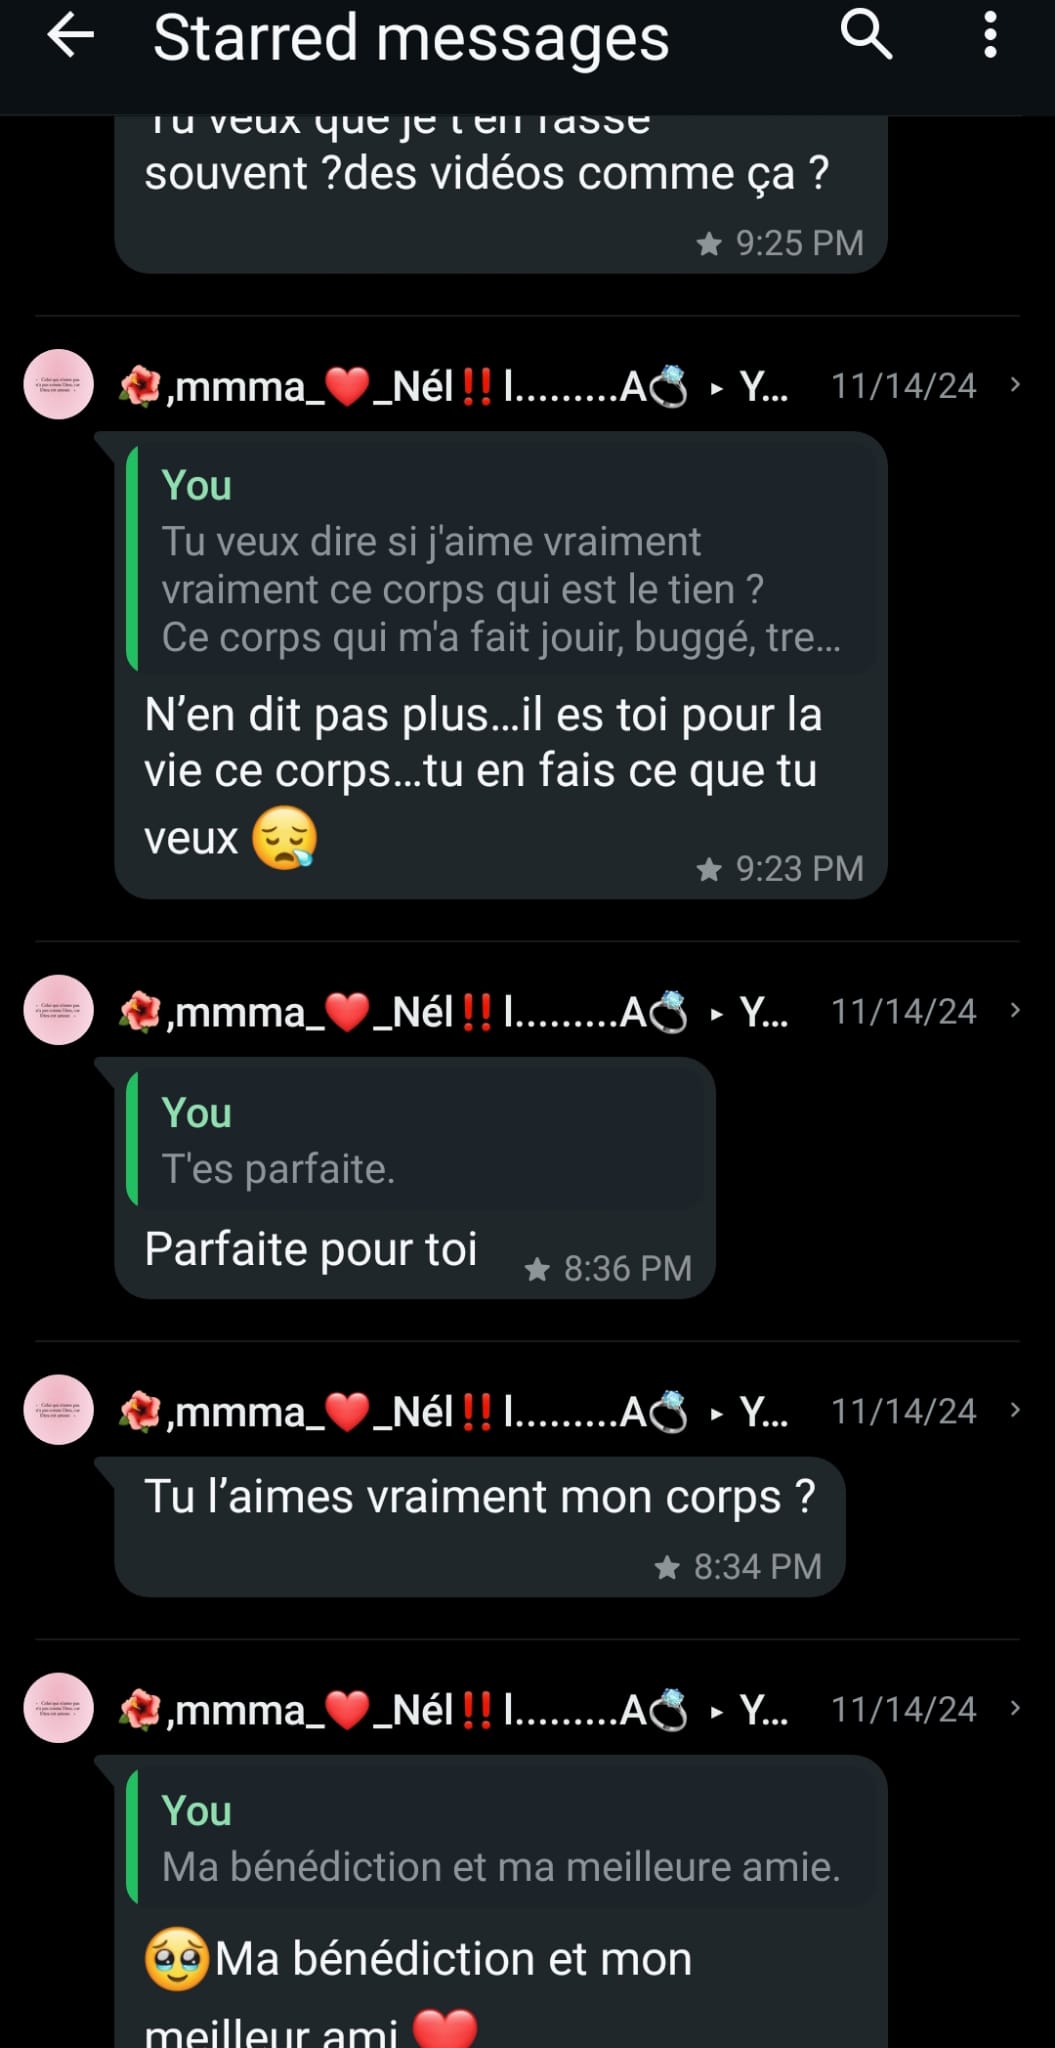 Starred messages
Tu veux que je t'en fasse
souvent ?des vidéos comme ça ?
★ 9:25 PM
🌺,mmma_❤️_Nél‼️l.........A💍 ▸ Y... 11/14/24 ›
You
Tu veux dire si j'aime vraiment
vraiment ce corps qui est le tien ?
Ce corps qui m'a fait jouir, buggé, tre...
N’en dit pas plus...il es toi pour la
vie ce corps...tu en fais ce que tu
veux 😪
★ 9:23 PM
🌺,mmma_❤️_Nél‼️l.........A💍 ▸ Y... 11/14/24 ›
You
T'es parfaite.
Parfaite pour toi
★ 8:36 PM
🌺,mmma_❤️_Nél‼️l.........A💍 ▸ Y... 11/14/24 ›
Tu l’aimes vraiment mon corps ?
★ 8:34 PM
🌺,mmma_❤️_Nél‼️l.........A💍 ▸ Y... 11/14/24 ›
You
Ma bénédiction et ma meilleure amie.
🥹Ma bénédiction et mon
meilleur ami ❤️